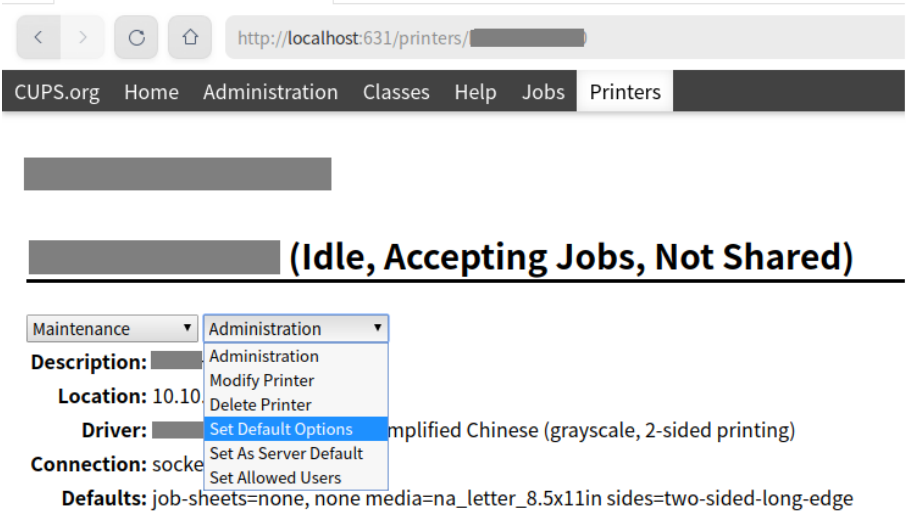 http://localhost:631/printers/
CUPS.org Home Administration Classes Help Jobs Printers
(Idle, Accepting Jobs, Not Shared)
Maintenance Administration
Description:
Administration
Modify Printer
Location: 10.10.
Delete Printer
Driver: mplified Chinese (grayscale, 2-sided printing)
Set Default Options
Set As Server Default
Connection: socke
Set Allowed Users
Defaults: job-sheets=none, none media=na_letter_8.5x11in sides=two-sided-long-edge